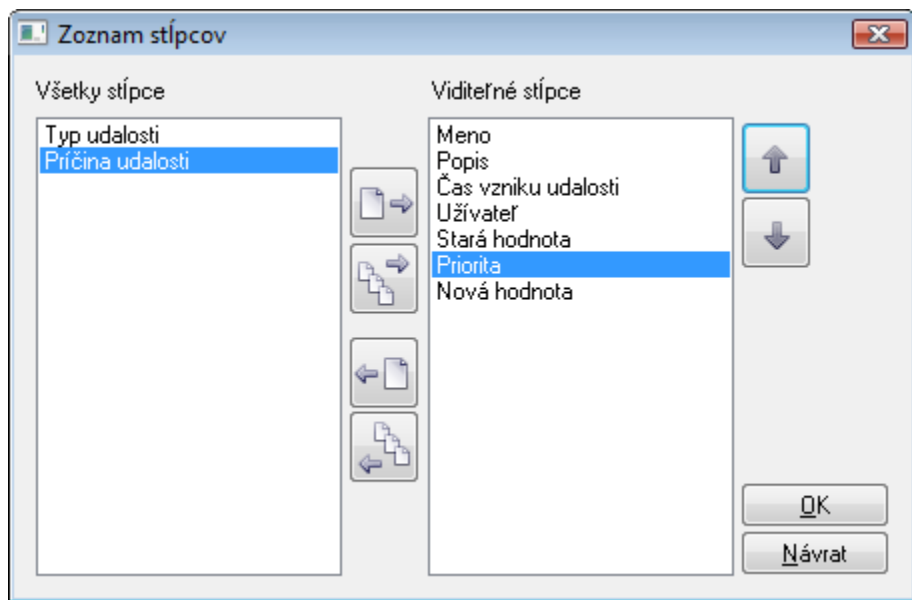 Zoznam stĺpcov
Všetky stĺpce
Typ udalosti
Príčina udalosti
Viditeľné stĺpce
Meno
Popis
Čas vzniku udalosti
Užívateľ
Stará hodnota
Priorita
Nová hodnota
OK
Návrat